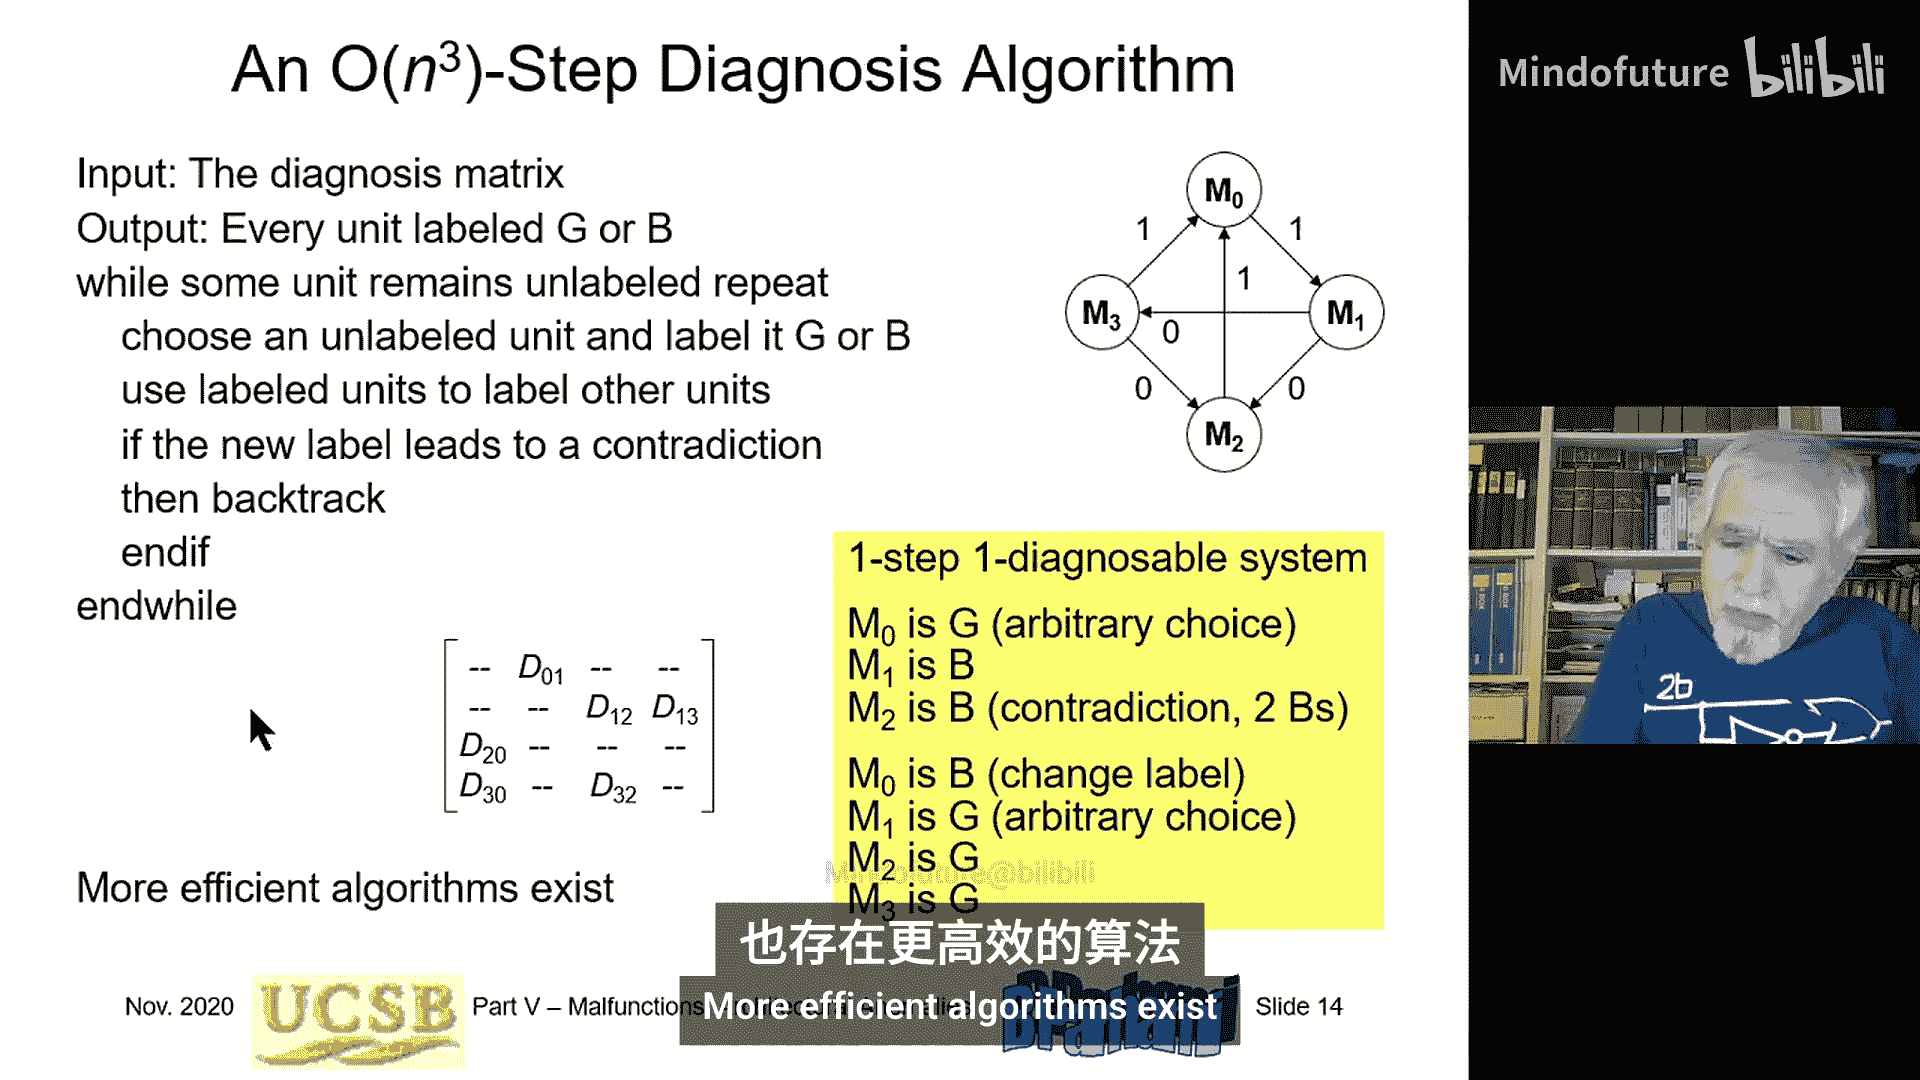 An O(n³)-Step Diagnosis Algorithm
Mindofuture bilibili
Input: The diagnosis matrix
Output: Every unit labeled G or B
while some unit remains unlabeled repeat
choose an unlabeled unit and label it G or B
use labeled units to label other units
if the new label leads to a contradiction
then backtrack
endif
endwhile
M₀
1
1
1
M₃
M₁
0
0
0
M₂
-- D₀₁ -- --
-- -- D₁₂ D₁₃
D₂₀ -- -- --
D₃₀ -- D₃₂ --
1-step 1-diagnosable system
M₀ is G (arbitrary choice)
M₁ is B
M₂ is B (contradiction, 2 Bs)
M₀ is B (change label)
M₁ is G (arbitrary choice)
M₂ is G
M₃ is G
Mindofuture@bilibili
More efficient algorithms exist
也存在更高效的算法
More efficient algorithms exist
Nov. 2020
UCSB
Part V – Malfunctions
B. Parhami
Slide 14
2b